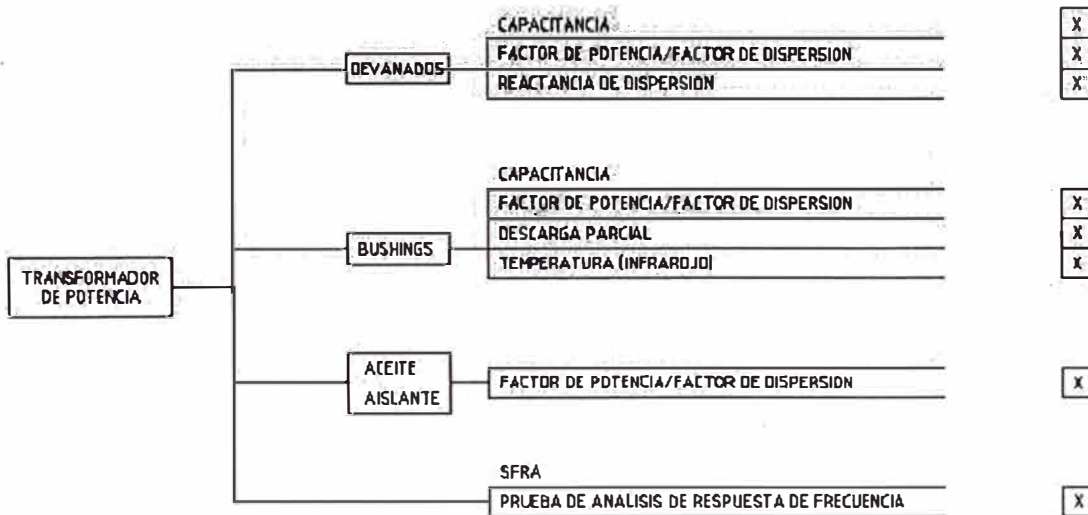 CAPACITANCIA X
FACTOR DE POTENCIA/FACTOR DE DISPERSION X
DEVANADOS
REACTANCIA DE DISPERSION X
CAPACITANCIA
FACTOR DE POTENCIA/FACTOR DE DISPERSION X
BUSHINGS
DESCARGA PARCIAL X
TEMPERATURA (INFRAROJO) X
TRANSFORMADOR
DE POTENCIA
ACEITE
AISLANTE
FACTOR DE POTENCIA/FACTOR DE DISPERSION X
SFRA
PRUEBA DE ANALISIS DE RESPUESTA DE FRECUENCIA X